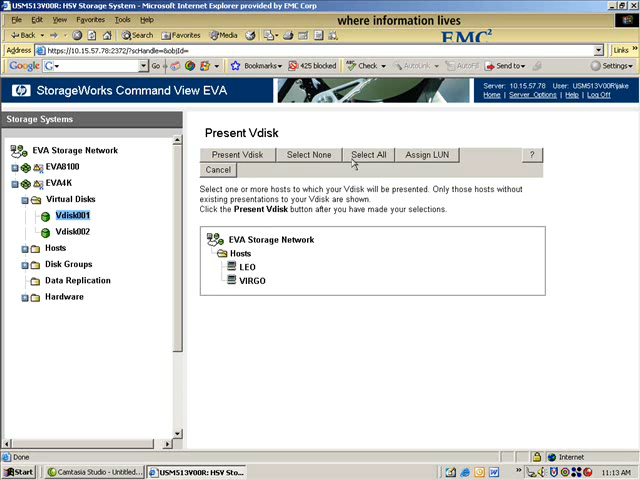 USM513V00R: HSV Storage System - Microsoft Internet Explorer provided by EMC Corp
File View Favorites Tools Help
where information lives
EMC²
Back Search Favorites Media
Address https://10.15.57.78:2372/?scHandle=&objId= Links
Google G Go Bookmarks 425 blocked Check AutoLink AutoFill Send to Settings
hp StorageWorks Command View EVA
Server: 10.15.57.78 User: USM513V00R\jake
Home | Server Options | Help | Log Off
Storage Systems
EVA Storage Network
EVA8100
EVA4K
Virtual Disks
Vdisk001
Vdisk002
Hosts
Disk Groups
Data Replication
Hardware
Present Vdisk
Present Vdisk Select None Select All Assign LUN ?
Cancel
Select one or more hosts to which your Vdisk will be presented. Only those hosts without
existing presentations to your Vdisk are shown.
Click the Present Vdisk button after you have made your selections.
EVA Storage Network
Hosts
LEO
VIRGO
Done Internet
Start Camtasia Studio - Untitled... USM513V00R: HSV Sto... 11:13 AM